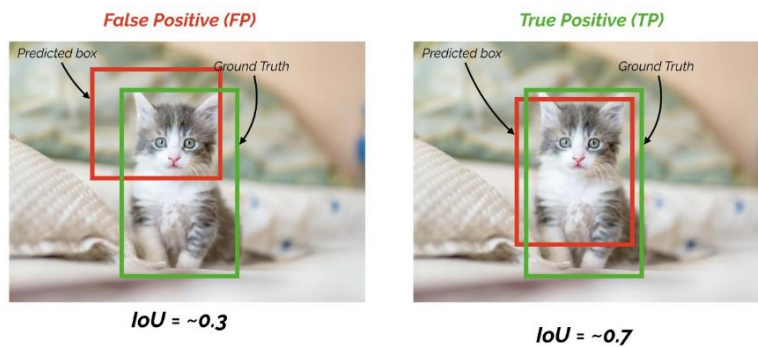 False Positive (FP)
Predicted box
Ground Truth
IoU = ~0.3
True Positive (TP)
Predicted box
Ground Truth
IoU = ~0.7